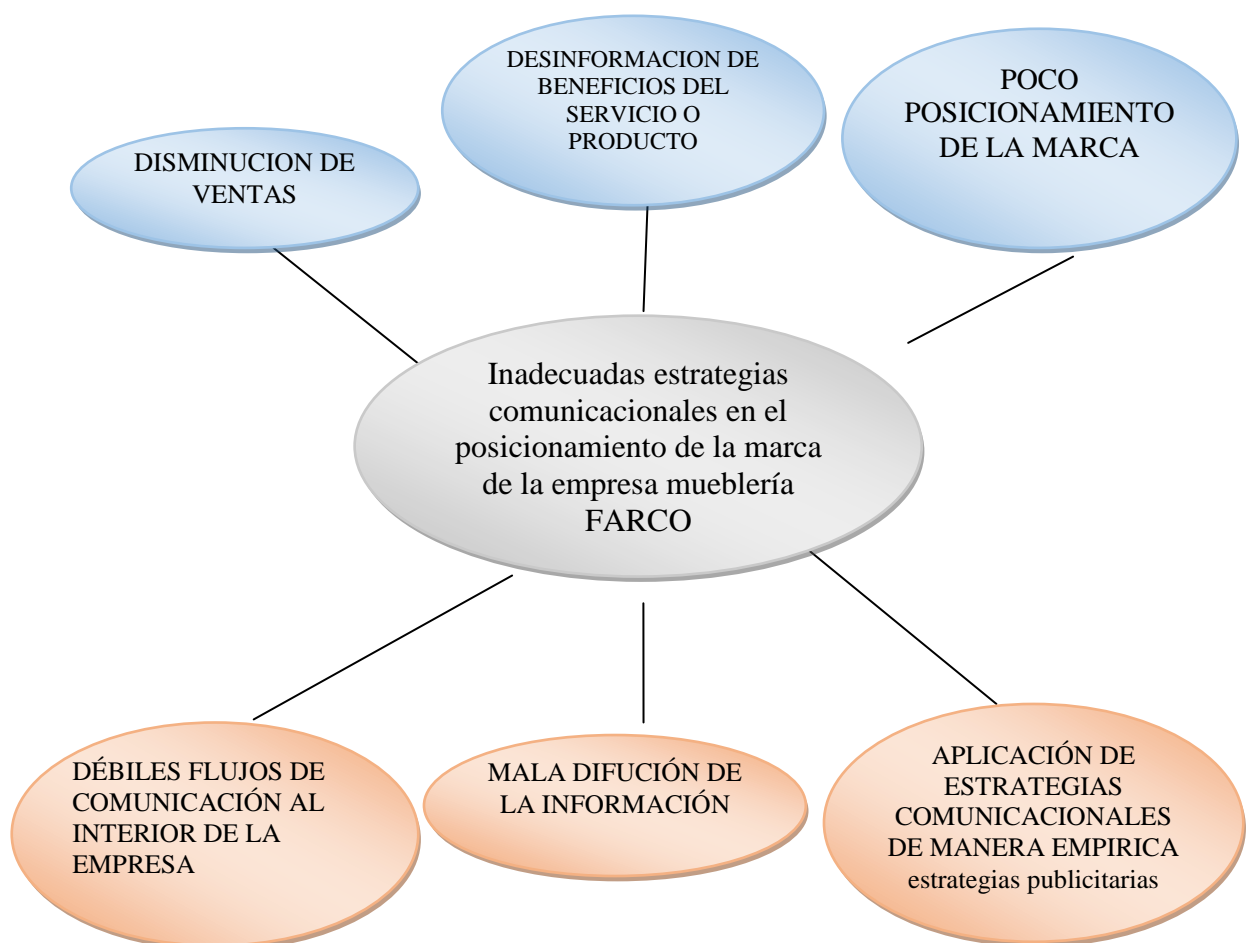 DISMINUCION DE
VENTAS
DESINFORMACION DE
BENEFICIOS DEL
SERVICIO O
PRODUCTO
POCO
POSICIONAMIENTO
DE LA MARCA
Inadecuadas estrategias
comunicacionales en el
posicionamiento de la marca
de la empresa mueblería
FARCO
DÉBILES FLUJOS DE
COMUNICACIÓN AL
INTERIOR DE LA
EMPRESA
MALA DIFUCIÓN DE
LA INFORMACIÓN
APLICACIÓN DE
ESTRATEGIAS
COMUNICACIONALES
DE MANERA EMPIRICA
estrategias publicitarias